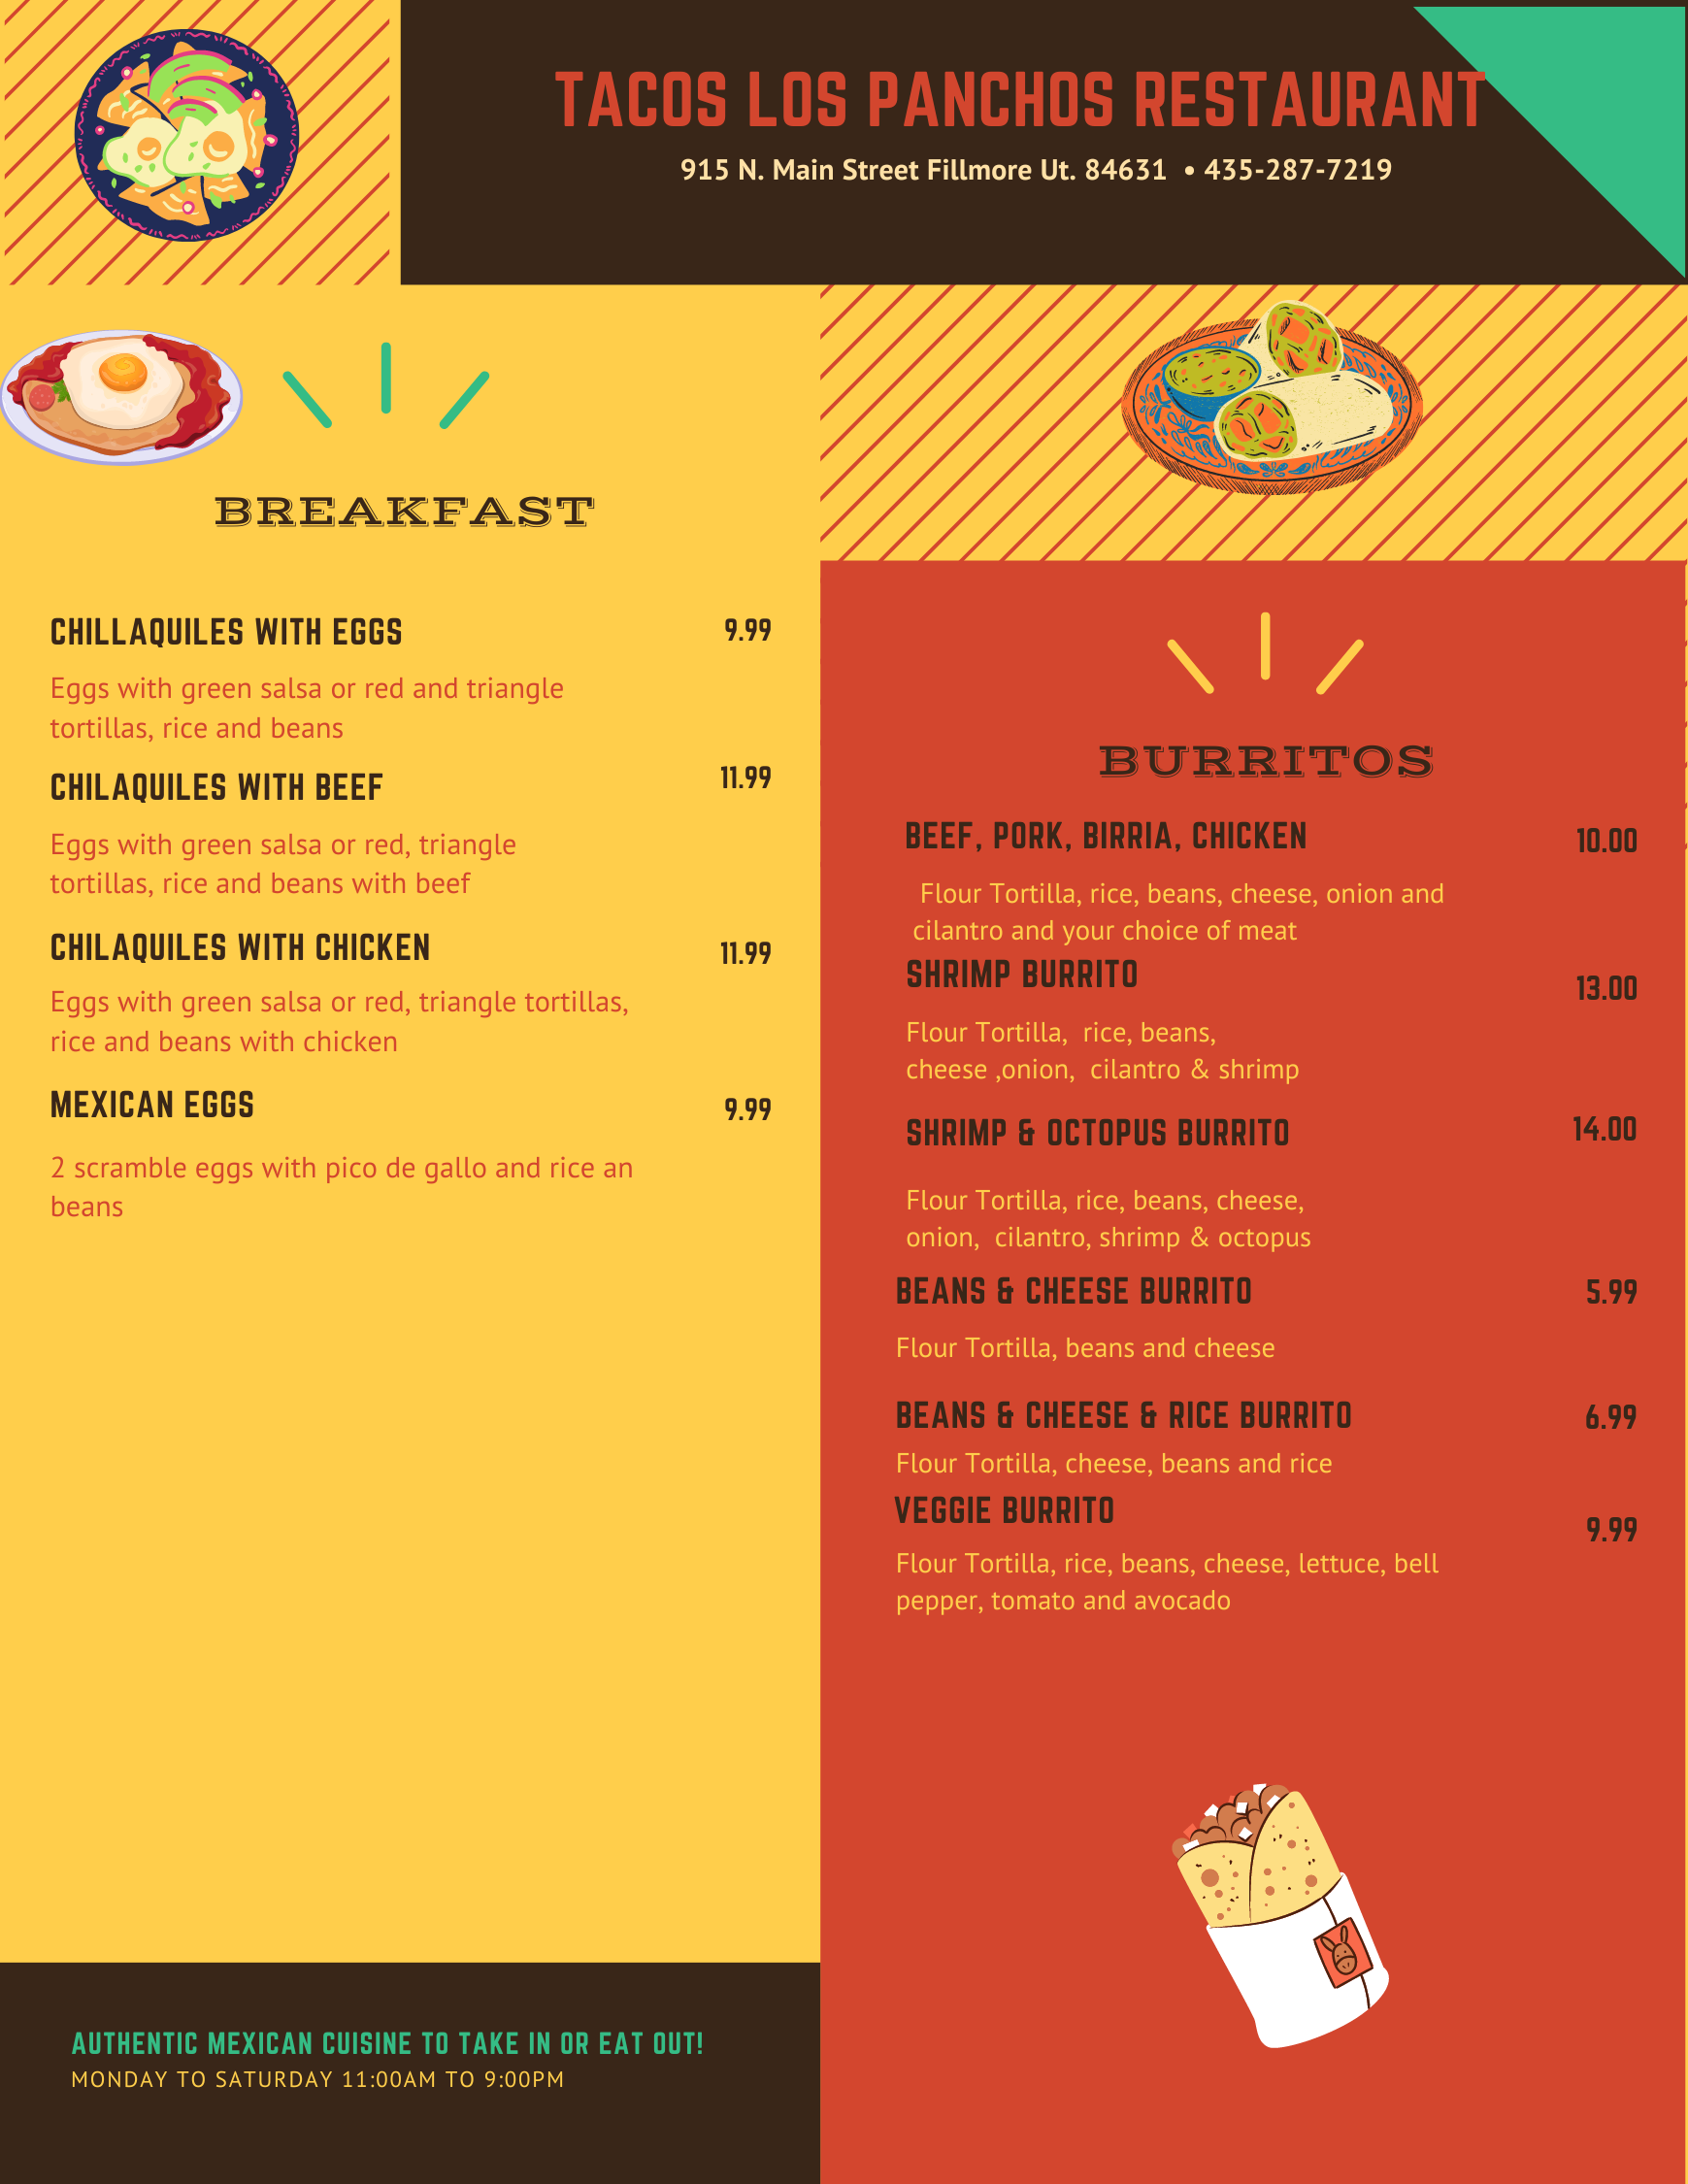 TACOS LOS PANCHOS RESTAURANT
915 N. Main Street Fillmore Ut. 84631 • 435-287-7219
BREAKFAST
CHILLAQUILES WITH EGGS 9.99
Eggs with green salsa or red and triangle
tortillas, rice and beans
CHILAQUILES WITH BEEF 11.99
Eggs with green salsa or red, triangle
tortillas, rice and beans with beef
CHILAQUILES WITH CHICKEN 11.99
Eggs with green salsa or red, triangle tortillas,
rice and beans with chicken
MEXICAN EGGS 9.99
2 scramble eggs with pico de gallo and rice an
beans
AUTHENTIC MEXICAN CUISINE TO TAKE IN OR EAT OUT!
MONDAY TO SATURDAY 11:00AM TO 9:00PM
BURRITOS
BEEF, PORK, BIRRIA, CHICKEN 10.00
Flour Tortilla, rice, beans, cheese, onion and
cilantro and your choice of meat
SHRIMP BURRITO 13.00
Flour Tortilla, rice, beans,
cheese ,onion, cilantro & shrimp
SHRIMP & OCTOPUS BURRITO 14.00
Flour Tortilla, rice, beans, cheese,
onion, cilantro, shrimp & octopus
BEANS & CHEESE BURRITO 5.99
Flour Tortilla, beans and cheese
BEANS & CHEESE & RICE BURRITO 6.99
Flour Tortilla, cheese, beans and rice
VEGGIE BURRITO 9.99
Flour Tortilla, rice, beans, cheese, lettuce, bell
pepper, tomato and avocado